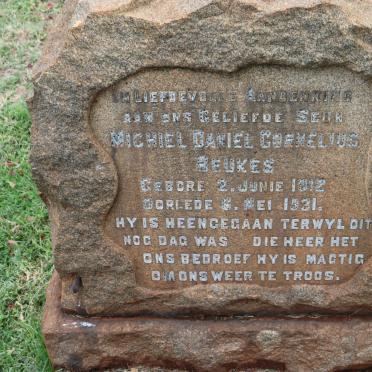 IN LIEFDEVOLLE AANDENKING
AAN ONS GELIEFDE SEUN
MICHIEL DANIEL CORNELIUS
BEUKES
GEBORE 2. JUNIE 1912
OORLEDE 8. MEI 1931.
HY IS HEENGEGAAN TERWYL DIT
NOG DAG WAS DIE HEER HET
ONS BEDROEF HY IS MAGTIG
OM ONS WEER TE TROOS.